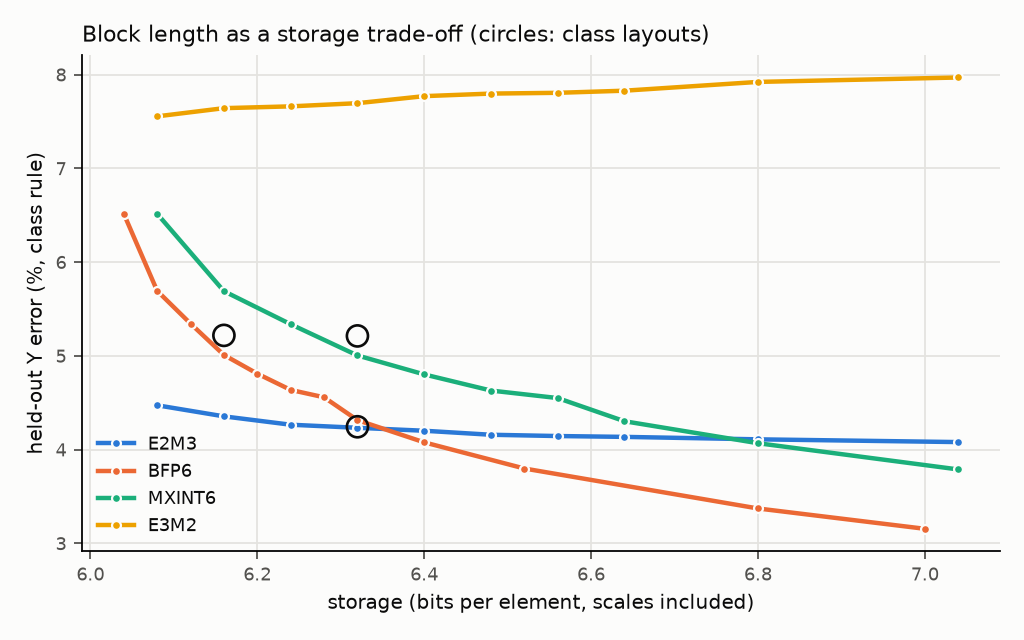 Block length as a storage trade-off (circles: class layouts)
held-out Y error (%, class rule)
8
7
6
5
4
3
E2M3
BFP6
MXINT6
E3M2
6.0
6.2
6.4
6.6
6.8
7.0
storage (bits per element, scales included)